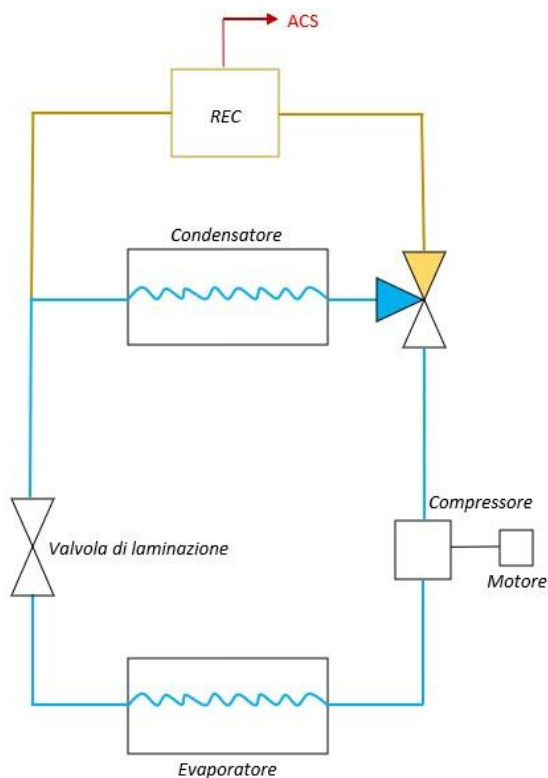 ACS
REC
Condensatore
Compressore
Valvola di laminazione
Motore
Evaporatore